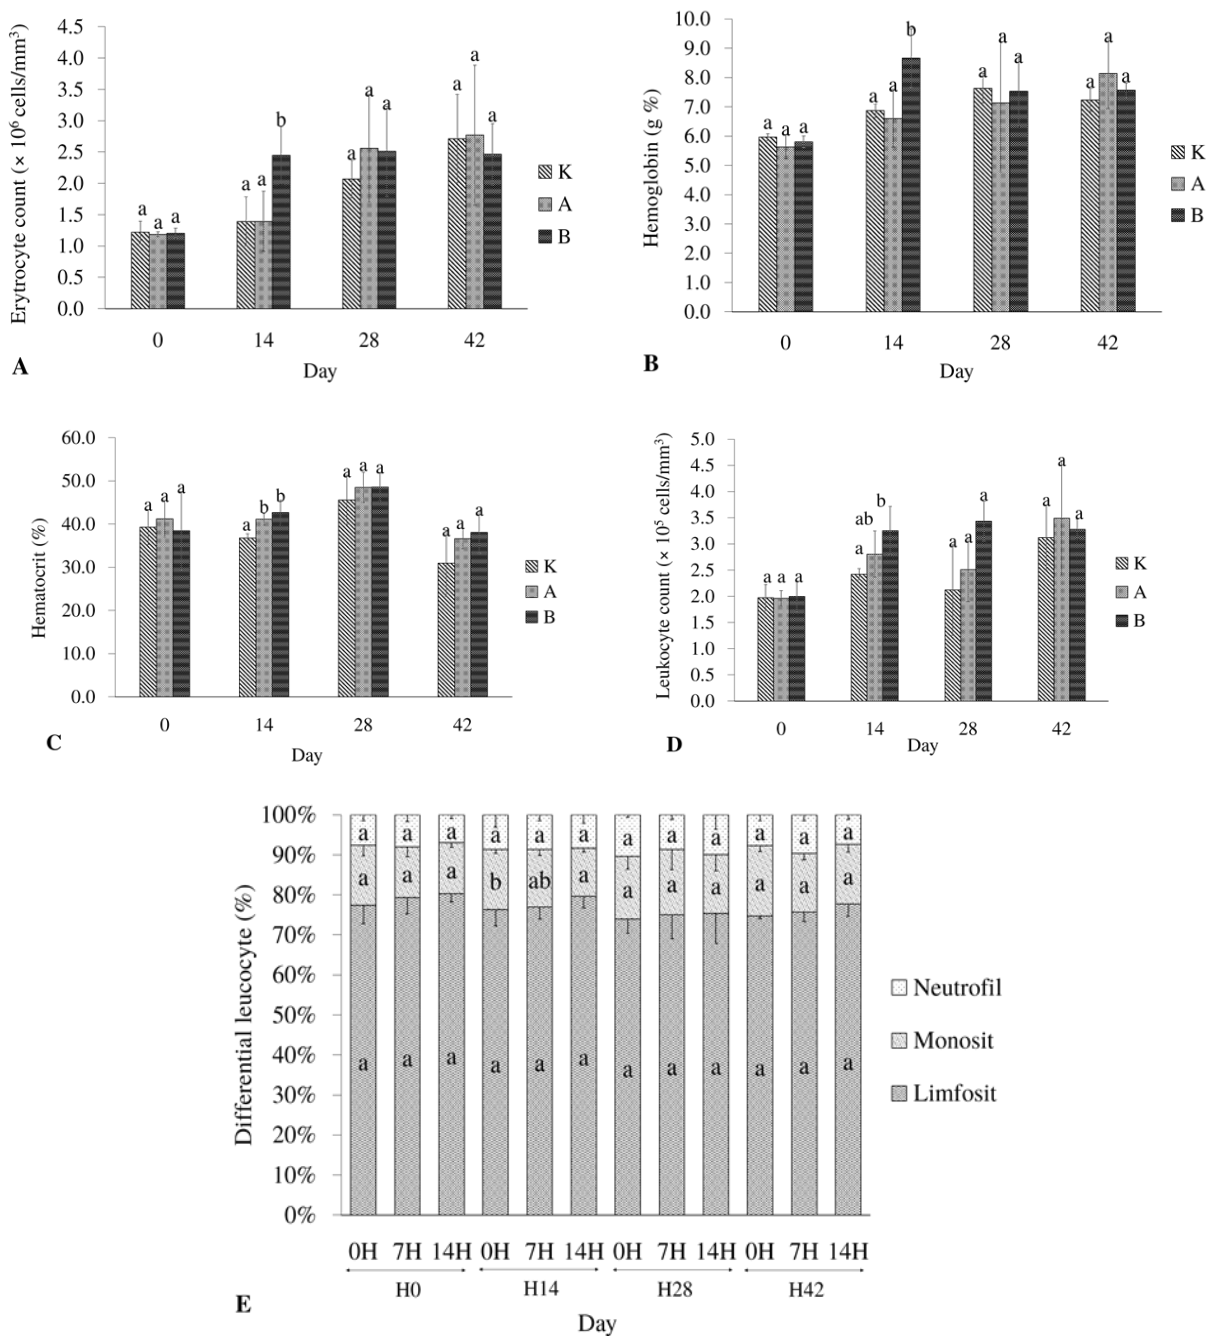 Erytrocyte count (× 10⁶ cells/mm³)
4.5
4.0
3.5
3.0
2.5
2.0
1.5
1.0
0.5
0.0
a a a
a a b
a a a
a a a
0 14 28 42
Day
K
A
B
A
Hemoglobin (g %)
10.0
9.0
8.0
7.0
6.0
5.0
4.0
3.0
2.0
1.0
0.0
a a a
a a b
a a a
a a a
0 14 28 42
Day
K
A
B
B
Hematocrit (%)
60.0
50.0
40.0
30.0
20.0
10.0
0.0
a a a
a b b
a a a
a a a
0 14 28 42
Day
K
A
B
C
Leukocyte count (× 10⁵ cells/mm³)
5.0
4.5
4.0
3.5
3.0
2.5
2.0
1.5
1.0
0.5
0.0
a a a
a ab b
a a a
a a a
0 14 28 42
Day
K
A
B
D
Differential leucocyte (%)
100%
90%
80%
70%
60%
50%
40%
30%
20%
10%
0%
a a a a a a a a a a a a
a a a b ab a a a a a a a
a a a a a a a a a a a a
0H 7H 14H 0H 7H 14H 0H 7H 14H 0H 7H 14H
H0 H14 H28 H42
Day
Neutrofil
Monosit
Limfosit
E